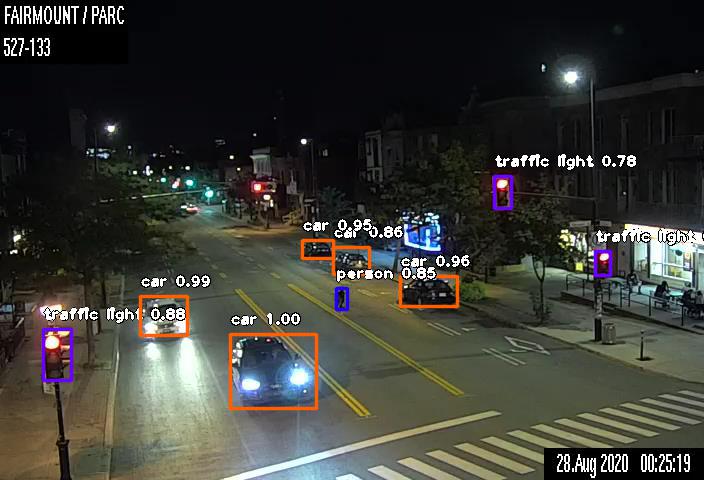 FAIRMOUNT / PARC
527-133
traffic light 0.78
car 0.95
car 0.86
traffic light
car 0.96
person 0.85
car 0.99
traffic light 0.88
car 1.00
28.Aug 2020 00:25:19